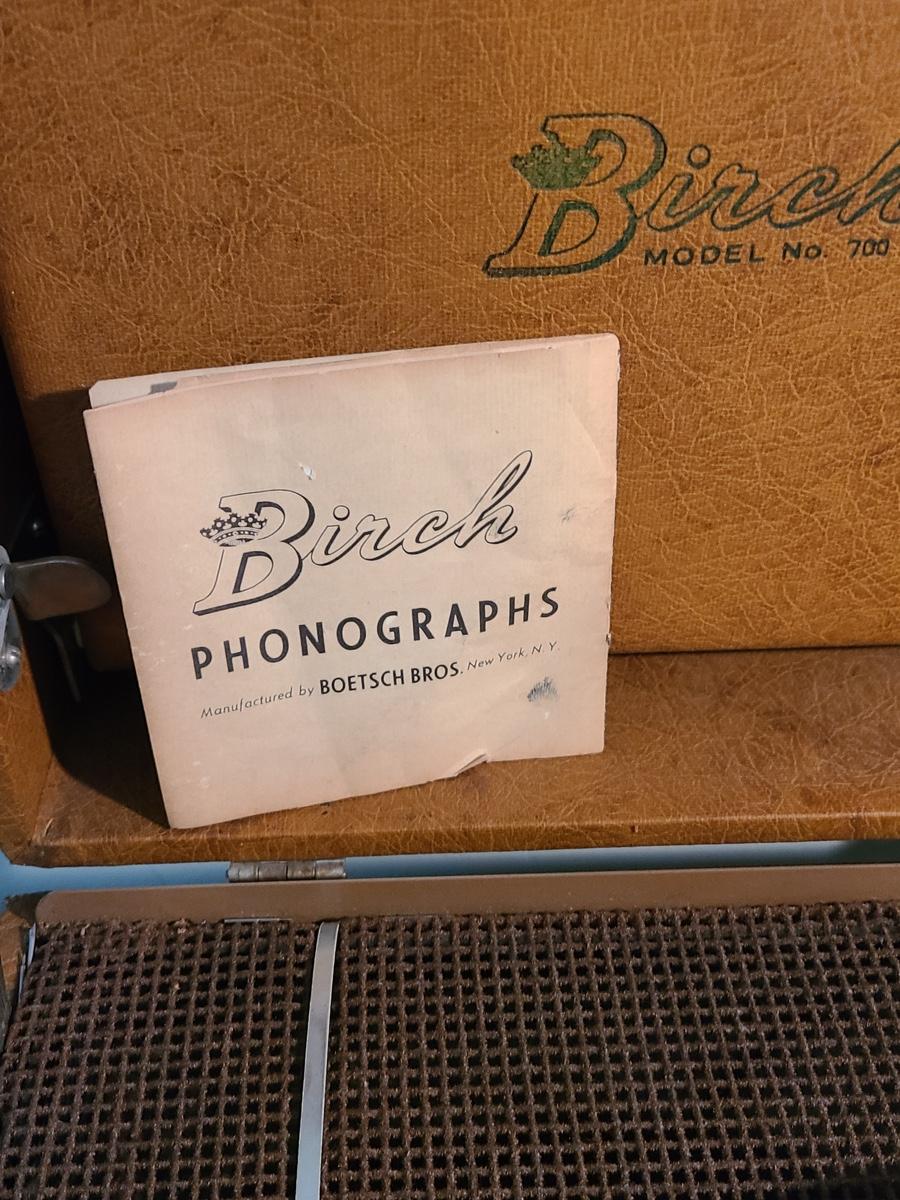 Birch
MODEL No. 700
Birch
PHONOGRAPHS
Manufactured by BOETSCH BROS. New York, N. Y.